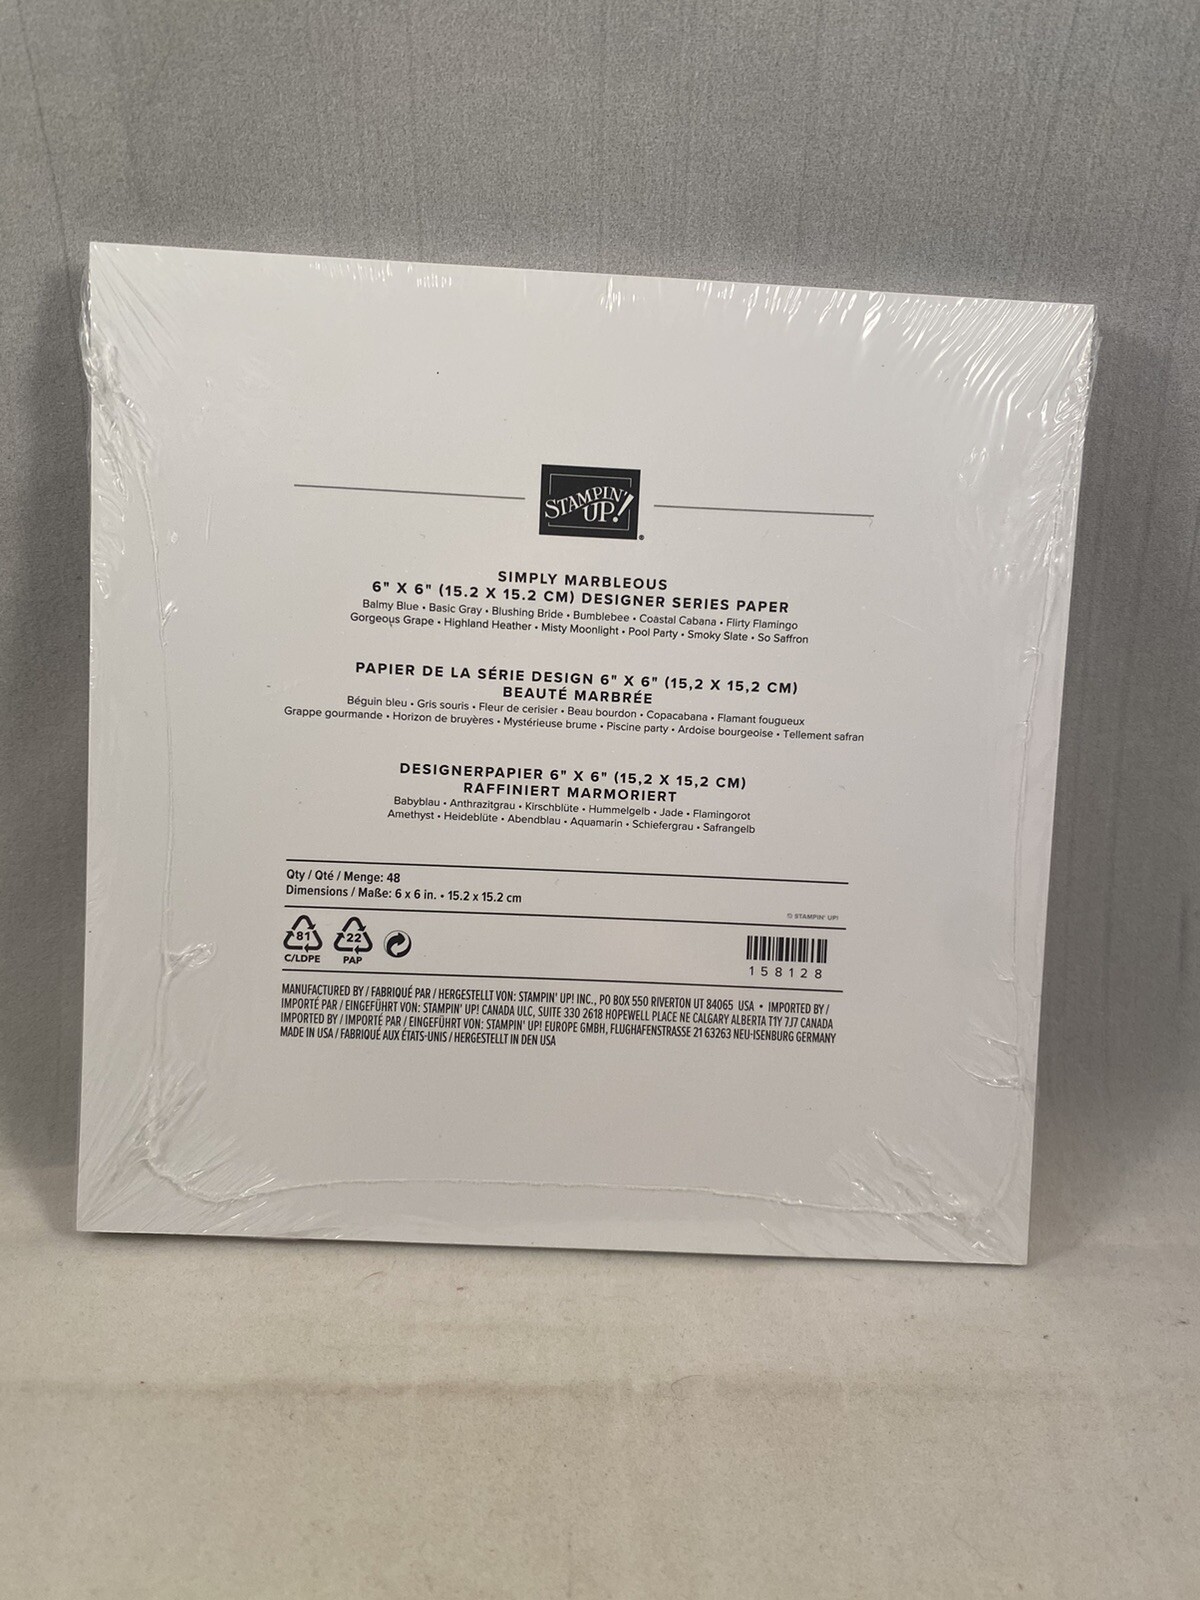 STAMPIN'
UP!
SIMPLY MARBLEOUS
6" X 6" (15.2 X 15.2 CM) DESIGNER SERIES PAPER
Balmy Blue • Basic Gray • Blushing Bride • Bumblebee • Coastal Cabana • Flirty Flamingo
Gorgeous Grape • Highland Heather • Misty Moonlight • Pool Party • Smoky Slate • So Saffron
PAPIER DE LA SÉRIE DESIGN 6" X 6" (15,2 X 15,2 CM)
BEAUTÉ MARBRÉE
Béguin bleu • Gris souris • Fleur de cerisier • Beau bourdon • Copacabana • Flamant fougueux
Grappe gourmande • Horizon de bruyères • Mystérieuse brume • Piscine party • Ardoise bourgeoise • Tellement safran
DESIGNERPAPIER 6" X 6" (15,2 X 15,2 CM)
RAFFINIERT MARMORIERT
Babyblau • Anthrazitgrau • Kirschblüte • Hummelgelb • Jade • Flamingorot
Amethyst • Heideblüte • Abendblau • Aquamarin • Schiefergrau • Safrangelb
Qty / Qté / Menge: 48
Dimensions / Maße: 6 x 6 in. • 15.2 x 15.2 cm
© STAMPIN' UP!
81 22
C/LDPE PAP
158128
MANUFACTURED BY / FABRIQUÉ PAR / HERGESTELLT VON: STAMPIN' UP! INC., PO BOX 550 RIVERTON UT 84065 USA • IMPORTED BY /
IMPORTÉ PAR / EINGEFÜHRT VON: STAMPIN' UP! CANADA ULC, SUITE 330 2618 HOPEWELL PLACE NE CALGARY ALBERTA T1Y 7J7 CANADA
IMPORTED BY / IMPORTÉ PAR / EINGEFÜHRT VON: STAMPIN' UP! EUROPE GMBH, FLUGHAFENSTRASSE 21 63263 NEU-ISENBURG GERMANY
MADE IN USA / FABRIQUÉ AUX ÉTATS-UNIS / HERGESTELLT IN DEN USA